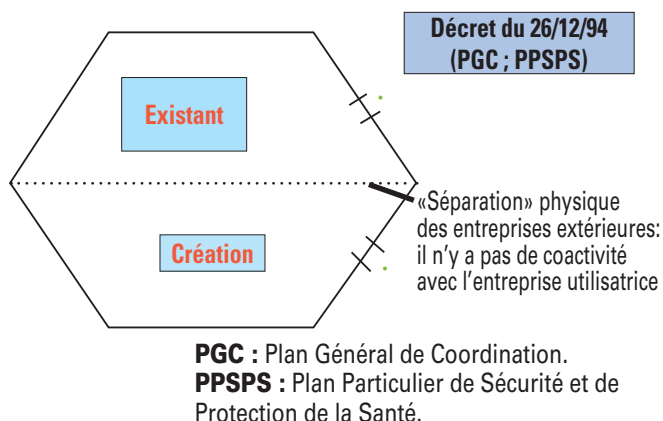 Décret du 26/12/94
(PGC ; PPSPS)
Existant
«Séparation» physique
des entreprises extérieures:
il n'y a pas de coactivité
avec l'entreprise utilisatrice
Création
PGC : Plan Général de Coordination.
PPSPS : Plan Particulier de Sécurité et de
Protection de la Santé.